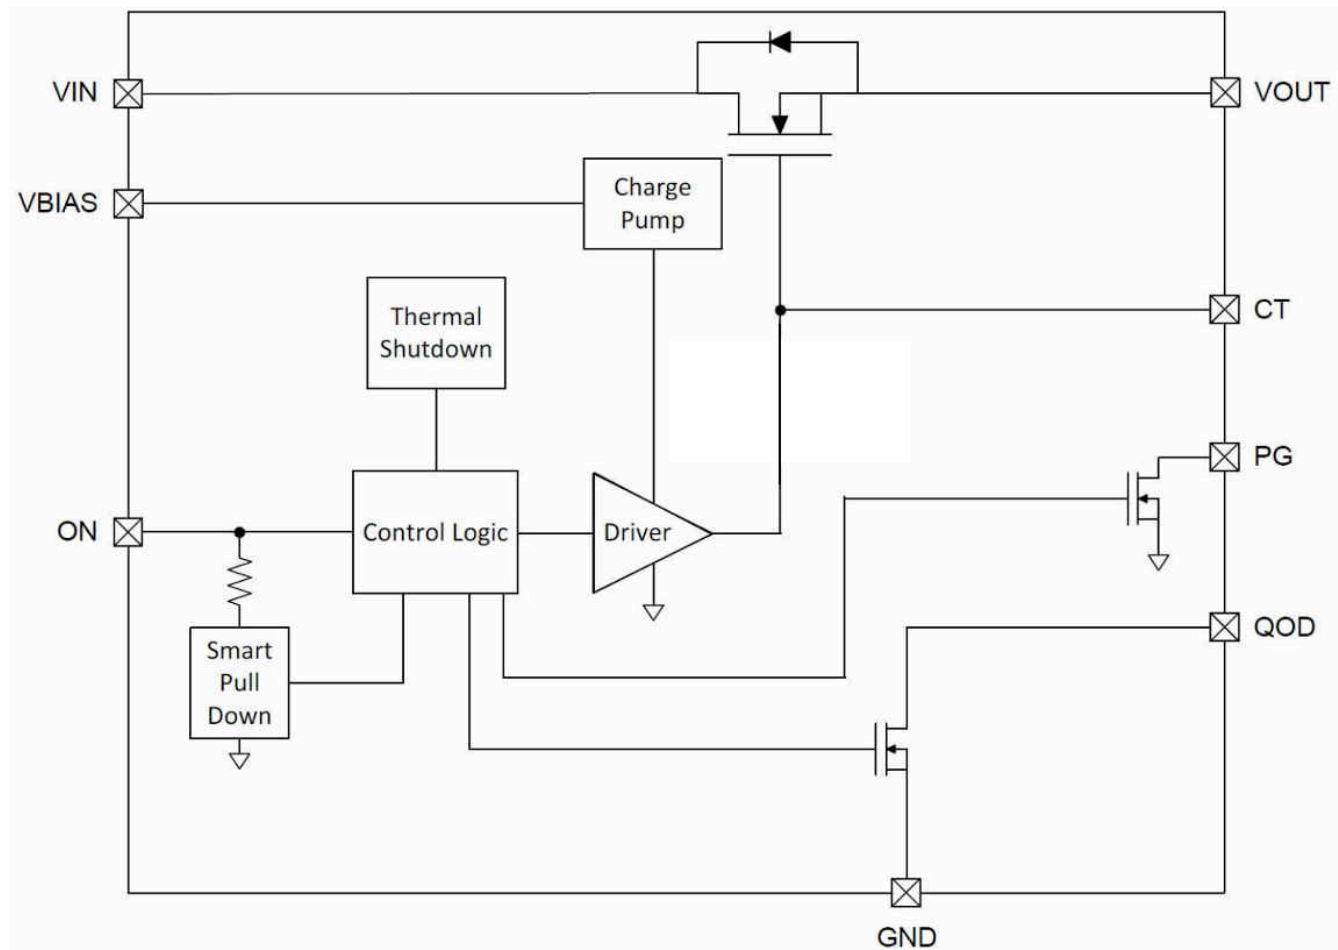 VIN
VOUT
VBIAS
Charge
Pump
CT
Thermal
Shutdown
PG
ON
Control Logic
Driver
QOD
Smart
Pull
Down
GND